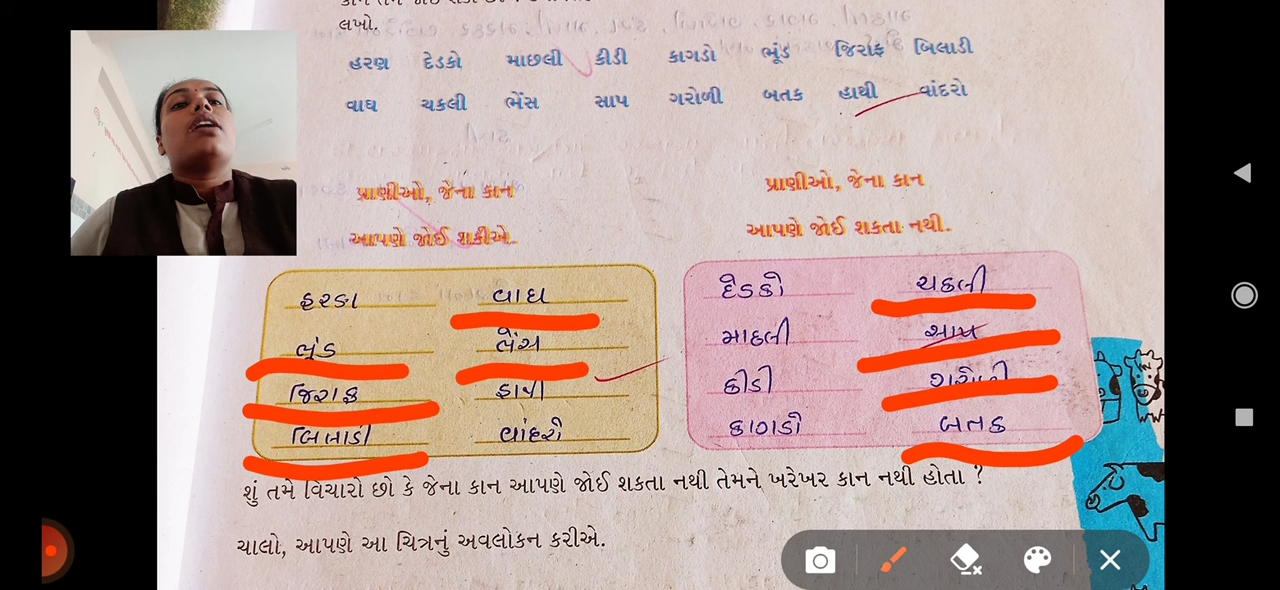 લખો.
હરણ દેડકો માછલી કીડી કાગડો ભૂંડ જિરાફ બિલાડી
વાઘ ચકલી ભેંસ સાપ ગરોળી બતક હાથી વાંદરો
પ્રાણીઓ, જેના કાન
આપણે જોઈ શકીએ.
પ્રાણીઓ, જેના કાન
આપણે જોઈ શકતા નથી.
હરણ વાઘ
ભૂંડ ભેંસ
જિરાફ હાથી
બિલાડી વાંદરો
દેડકો ચકલી
માછલી સાપ
કીડી ગરોળી
કાગડો બતક
શું તમે વિચારો છો કે જેના કાન આપણે જોઈ શકતા નથી તેમને ખરેખર કાન નથી હોતા ?
ચાલો, આપણે આ ચિત્રનું અવલોકન કરીએ.